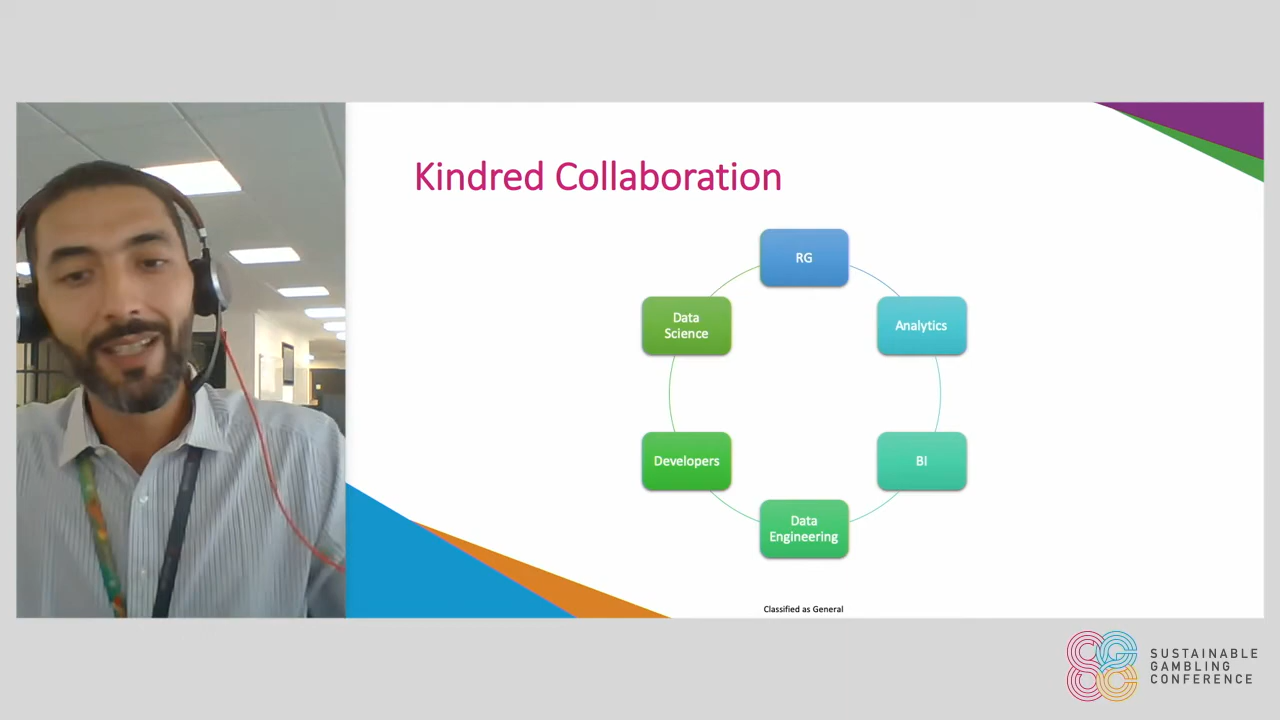 Kindred Collaboration
RG
Analytics
BI
Data
Engineering
Developers
Data
Science
Classified as General
SUSTAINABLE
GAMBLING
CONFERENCE